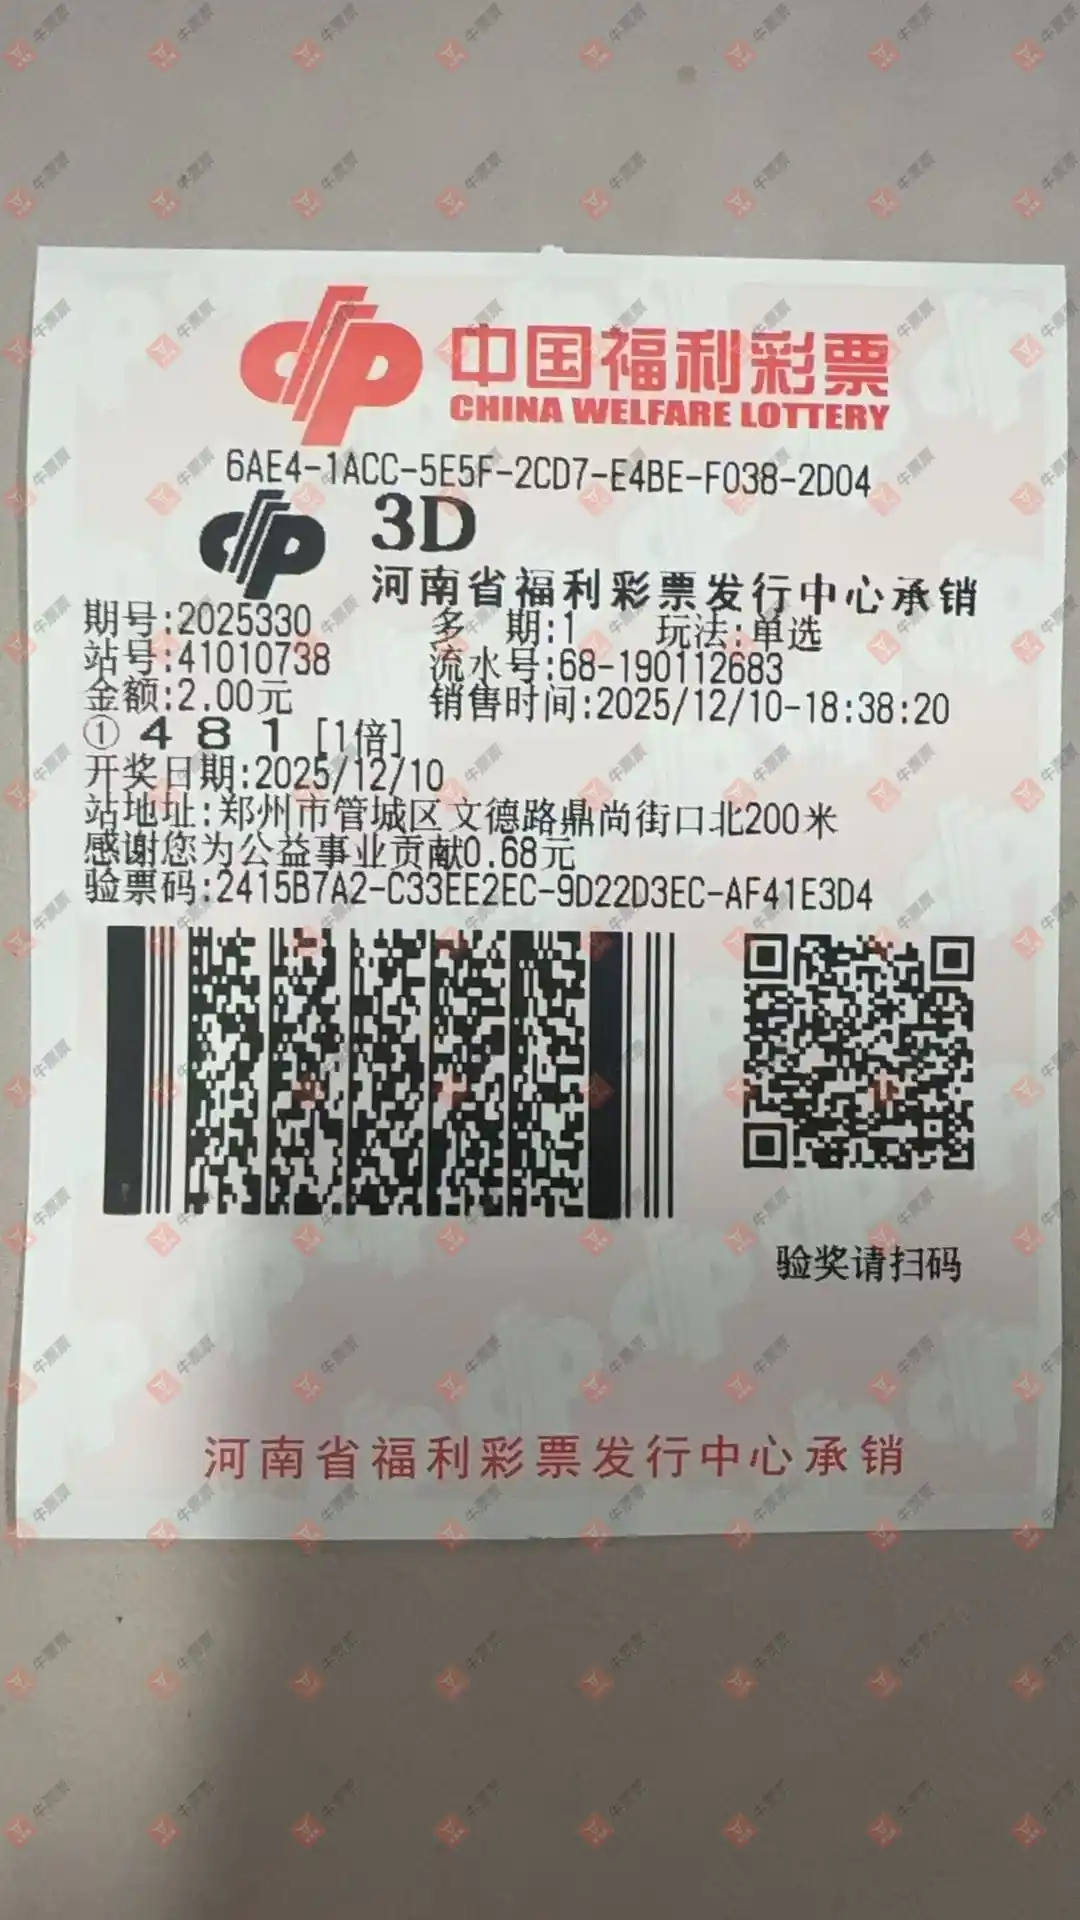 中国福利彩票
CHINA WELFARE LOTTERY
6AE4-1ACC-5E5F-2CD7-E4BE-F038-2D04
3D
河南省福利彩票发行中心承销
期号:2025330 多 期:1 玩法:单选
站号:41010738 流水号:68-190112683
金额:2.00元 销售时间:2025/12/10-18:38:20
① 4 8 1 [1倍]
开奖日期:2025/12/10
站地址:郑州市管城区文德路鼎尚街口北200米
感谢您为公益事业贡献0.68元
验票码:2415B7A2-C33EE2EC-9D22D3EC-AF41E3D4
验奖请扫码
河南省福利彩票发行中心承销
牛票票